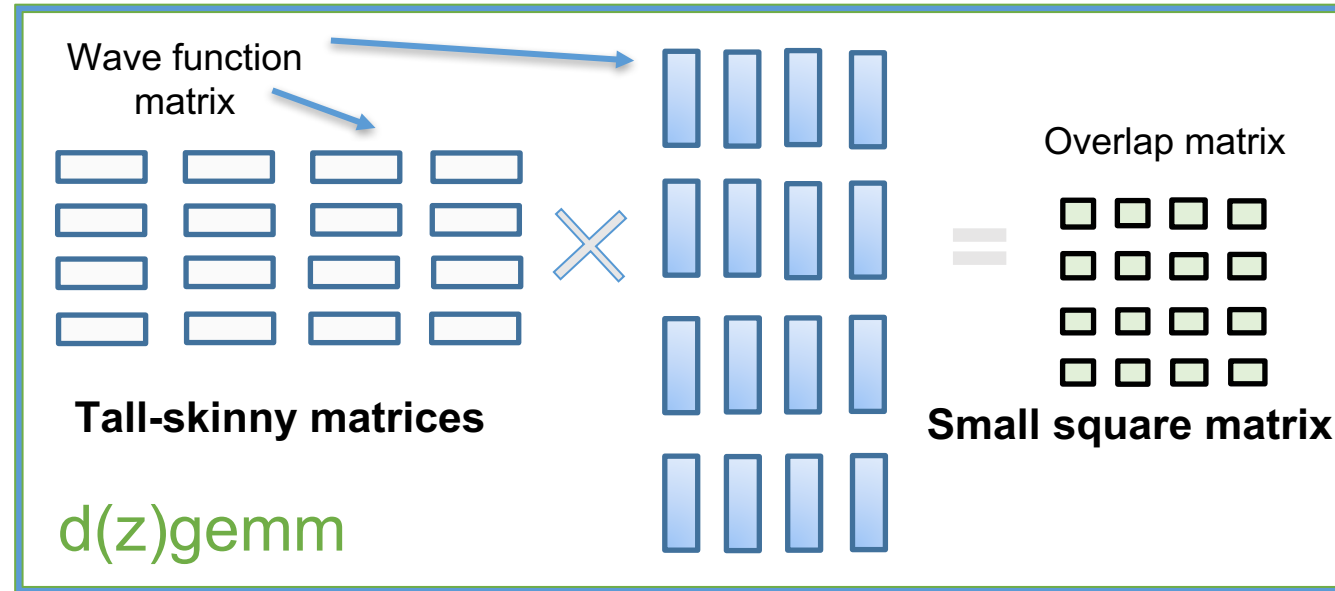 Wave function
matrix
Overlap matrix
Tall-skinny matrices
Small square matrix
d(z)gemm